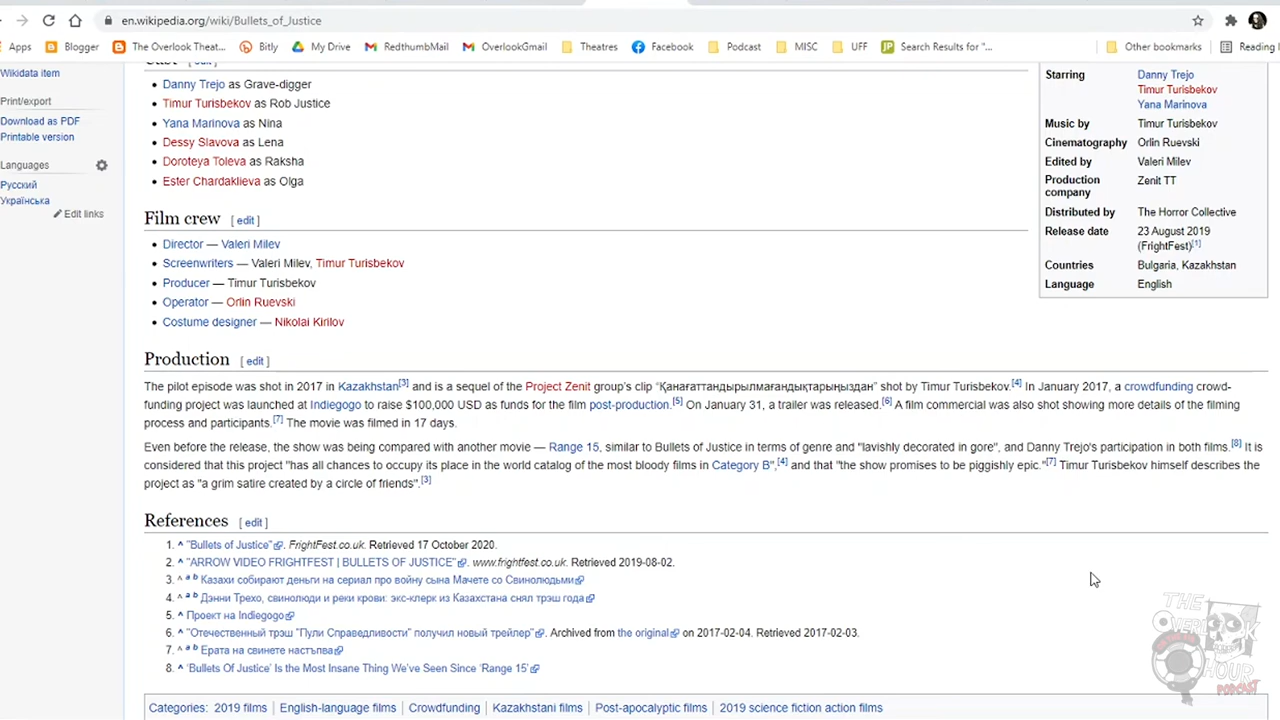 en.wikipedia.org/wiki/Bullets_of_Justice
Apps Blogger The Overlook Theat... Bitly My Drive RedthumbMail OverlookGmail Theatres Facebook Podcast MISC UFF Search Results for "... Other bookmarks Reading l
Wikidata item
Print/export
Download as PDF
Printable version
Languages
Русский
Українська
Edit links
Cast [ edit ]
• Danny Trejo as Grave-digger
• Timur Turisbekov as Rob Justice
• Yana Marinova as Nina
• Dessy Slavova as Lena
• Doroteya Toleva as Raksha
• Ester Chardaklieva as Olga
Film crew [ edit ]
• Director — Valeri Milev
• Screenwriters — Valeri Milev, Timur Turisbekov
• Producer — Timur Turisbekov
• Operator — Orlin Ruevski
• Costume designer — Nikolai Kirilov
Starring Danny Trejo
Timur Turisbekov
Yana Marinova
Music by Timur Turisbekov
Cinematography Orlin Ruevski
Edited by Valeri Milev
Production Zenit TT
company
Distributed by The Horror Collective
Release date 23 August 2019
(FrightFest)[1]
Countries Bulgaria, Kazakhstan
Language English
Production [ edit ]
The pilot episode was shot in 2017 in Kazakhstan[3] and is a sequel of the Project Zenit group's clip "Қанағаттандырылмағандықтарыңыздан" shot by Timur Turisbekov.[4] In January 2017, a crowdfunding crowd-
funding project was launched at Indiegogo to raise $100,000 USD as funds for the film post-production.[5] On January 31, a trailer was released.[6] A film commercial was also shot showing more details of the filming
process and participants.[7] The movie was filmed in 17 days.
Even before the release, the show was being compared with another movie — Range 15, similar to Bullets of Justice in terms of genre and "lavishly decorated in gore", and Danny Trejo's participation in both films.[8] It is
considered that this project "has all chances to occupy its place in the world catalog of the most bloody films in Category B",[4] and that "the show promises to be piggishly epic."[7] Timur Turisbekov himself describes the
project as "a grim satire created by a circle of friends".[3]
References [ edit ]
1. ^ "Bullets of Justice". FrightFest.co.uk. Retrieved 17 October 2020.
2. ^ "ARROW VIDEO FRIGHTFEST | BULLETS OF JUSTICE". www.frightfest.co.uk. Retrieved 2019-08-02.
3. ^ a b Казахи собирают деньги на сериал про войну сына Мачете со Свинолюдьми
4. ^ a b Дэнни Трехо, свинолюди и реки крови: экс-клерк из Казахстана снял трэш года
5. ^ Проект на Indiegogo
6. ^ "Отечественный трэш "Пули Справедливости" получил новый трейлер". Archived from the original on 2017-02-04. Retrieved 2017-02-03.
7. ^ a b Ерата на свинете настъпва
8. ^ 'Bullets Of Justice' Is the Most Insane Thing We've Seen Since 'Range 15'
Categories: 2019 films | English-language films | Crowdfunding | Kazakhstani films | Post-apocalyptic films | 2019 science fiction action films
THE
OVERLOOK
HOUR
PODCAST